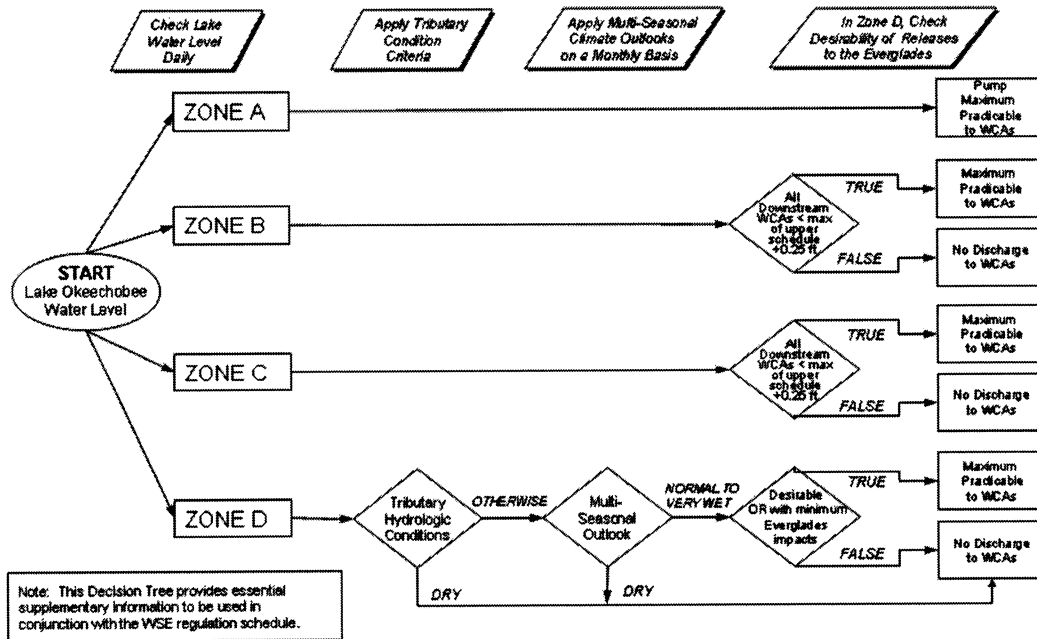 Check Lake
Water Level
Daily
Apply Tributary
Condition
Criteria
Apply Multi-Seasonal
Climate Outlooks
on a Monthly Basis
In Zone D, Check
Desirability of Releases
to the Everglades
ZONE A
Pump
Maximum
Practicable
to WCAs
ZONE B
All
Downstream
WCAs < max
of upper
schedule
+0.25 ft
TRUE
Maximum
Practicable
to WCAs
FALSE
No Discharge
to WCAs
START
Lake Okeechobee
Water Level
ZONE C
All
Downstream
WCAs < max
of upper
schedule
+0.25 ft
TRUE
Maximum
Practicable
to WCAs
FALSE
No Discharge
to WCAs
ZONE D
Tributary
Hydrologic
Conditions
OTHERWISE
Multi-
Seasonal
Outlook
NORMAL TO
VERY WET
Desirable
OR with minimum
Everglades
impacts
TRUE
Maximum
Practicable
to WCAs
FALSE
No Discharge
to WCAs
DRY
DRY
Note: This Decision Tree provides essential
supplementary information to be used in
conjunction with the WSE regulation schedule.